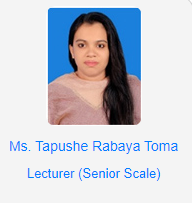 Ms. Tapushe Rabaya Toma
Lecturer (Senior Scale)